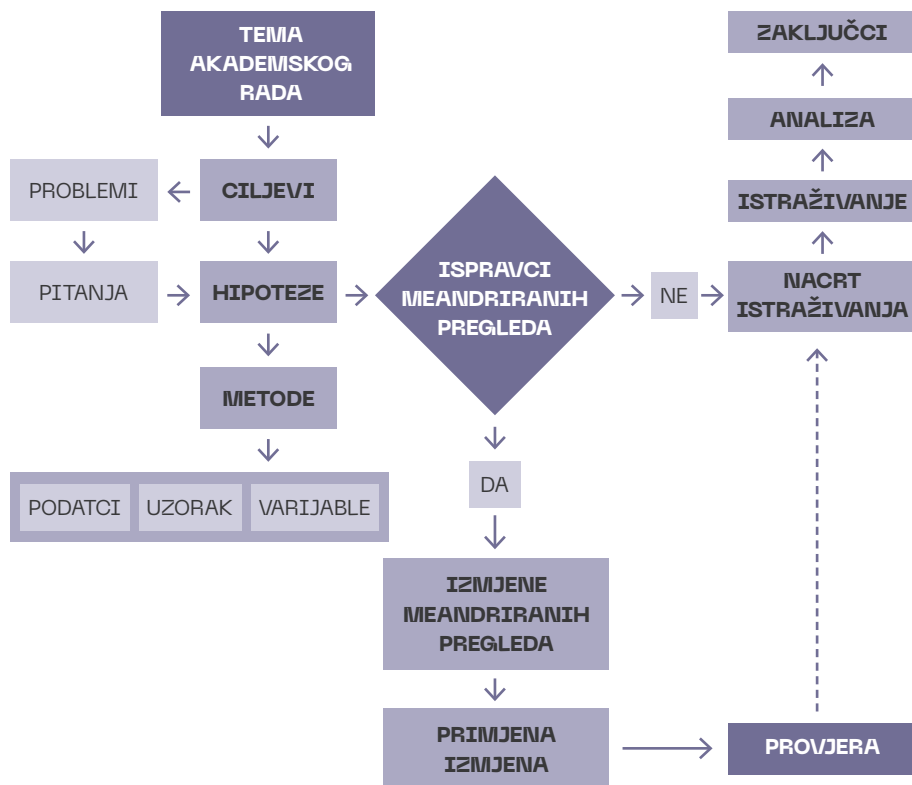 TEMA
AKADEMSKOG
RADA
PROBLEMI
CILJEVI
PITANJA
HIPOTEZE
METODE
PODATCI
UZORAK
VARIJABLE
ISPRAVCI
MEANDRIRANIH
PREGLEDA
NE
DA
IZMJENE
MEANDRIRANIH
PREGLEDA
PRIMJENA
IZMJENA
PROVJERA
NACRT
ISTRAŽIVANJA
ISTRAŽIVANJE
ANALIZA
ZAKLJUČCI